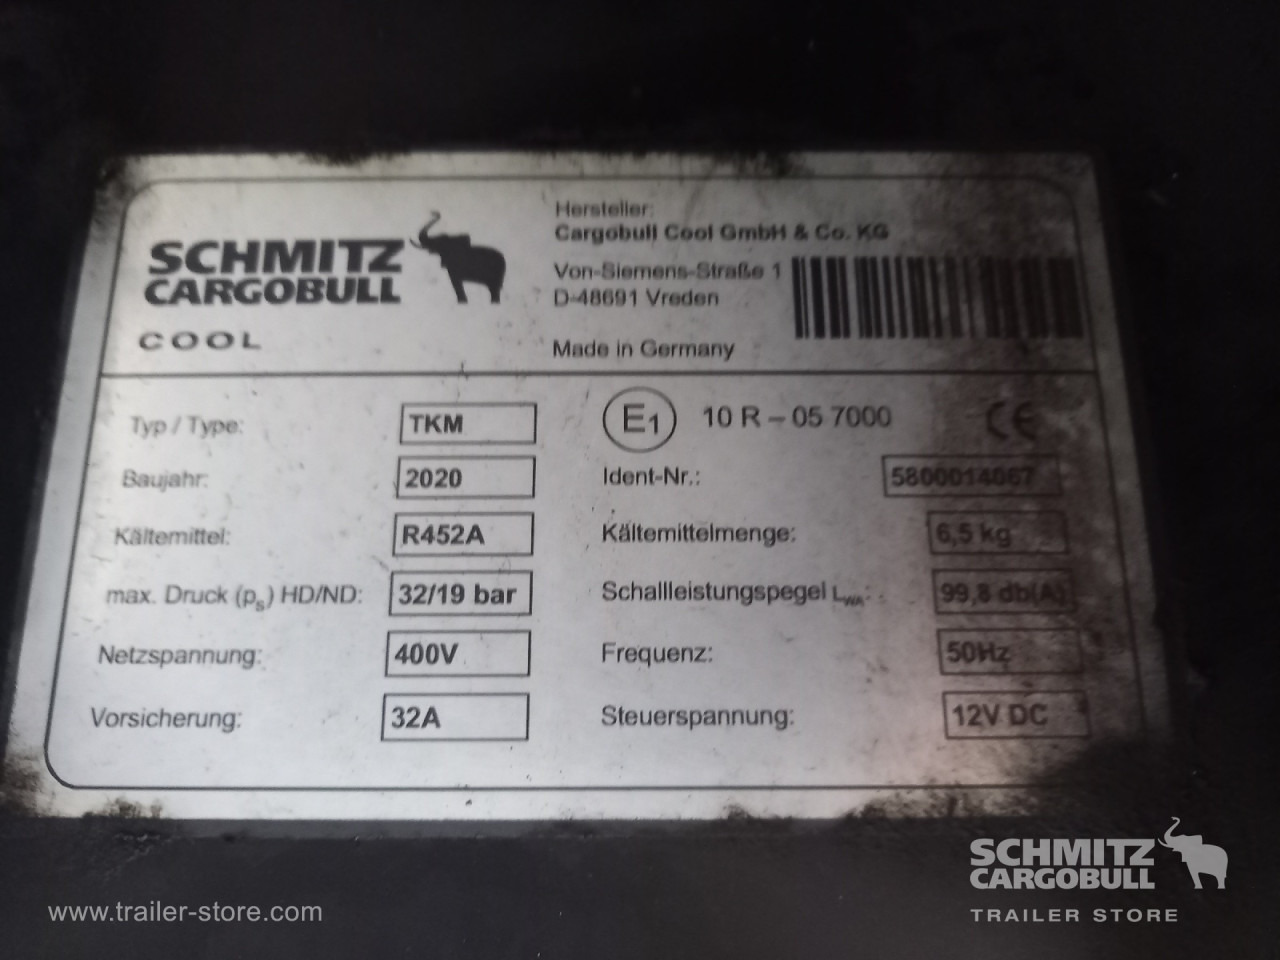 SCHMITZ
CARGOBULL
COOL
Hersteller:
Cargobull Cool GmbH & Co. KG
Von-Siemens-Straße 1
D-48691 Vreden
Made in Germany
Typ / Type: TKM
E1 10 R – 05 7000 CE
Baujahr: 2020
Ident-Nr.: 5800014067
Kältemittel: R452A
Kältemittelmenge: 6,5 kg
max. Druck (ps) HD/ND: 32/19 bar
Schallleistungspegel LWA: 99,8 db(A)
Netzspannung: 400V
Frequenz: 50Hz
Vorsicherung: 32A
Steuerspannung: 12V DC
www.trailer-store.com
SCHMITZ
CARGOBULL
TRAILER STORE